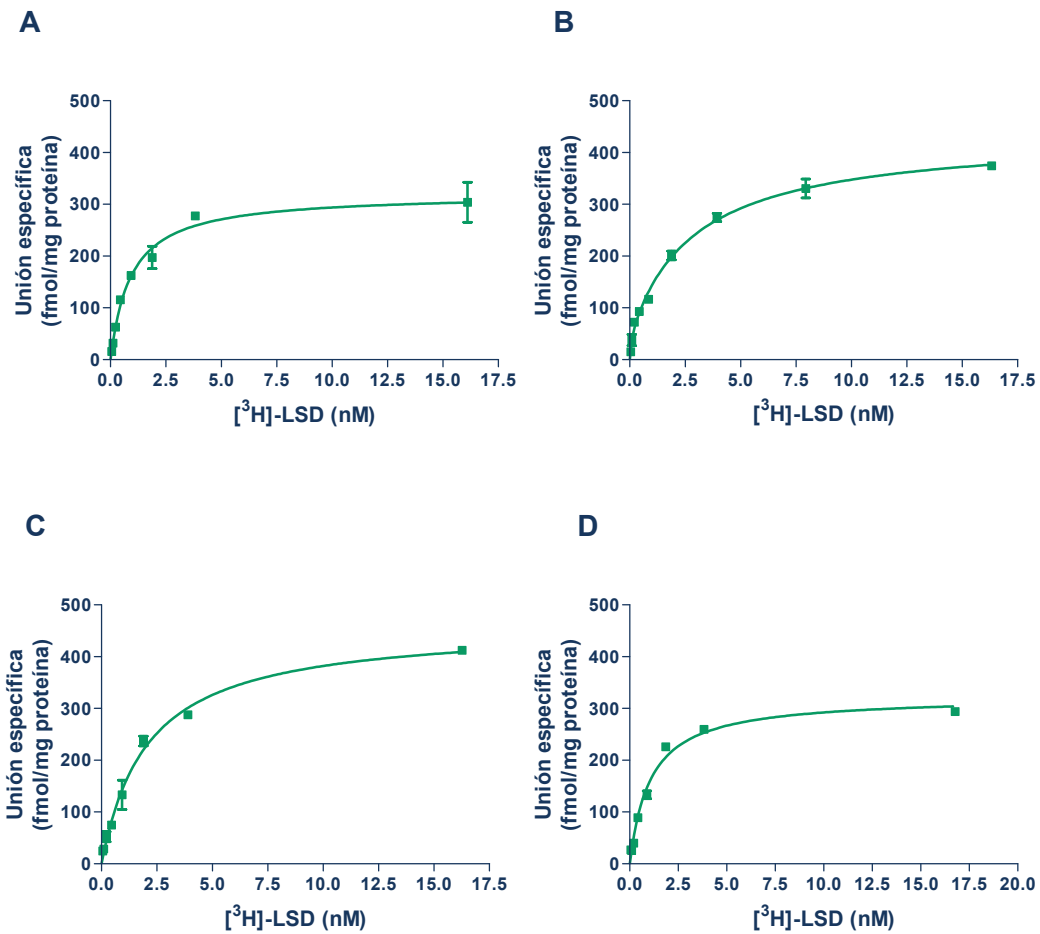 A
B
500
400
300
200
100
0
Unión específica
(fmol/mg proteína)
0.0 2.5 5.0 7.5 10.0 12.5 15.0 17.5
[³H]-LSD (nM)
500
400
300
200
100
0
Unión específica
(fmol/mg proteína)
0.0 2.5 5.0 7.5 10.0 12.5 15.0 17.5
[³H]-LSD (nM)
C
D
500
400
300
200
100
0
Unión específica
(fmol/mg proteína)
0.0 2.5 5.0 7.5 10.0 12.5 15.0 17.5
[³H]-LSD (nM)
500
400
300
200
100
0
Unión específica
(fmol/mg proteína)
0.0 2.5 5.0 7.5 10.0 12.5 15.0 17.5 20.0
[³H]-LSD (nM)